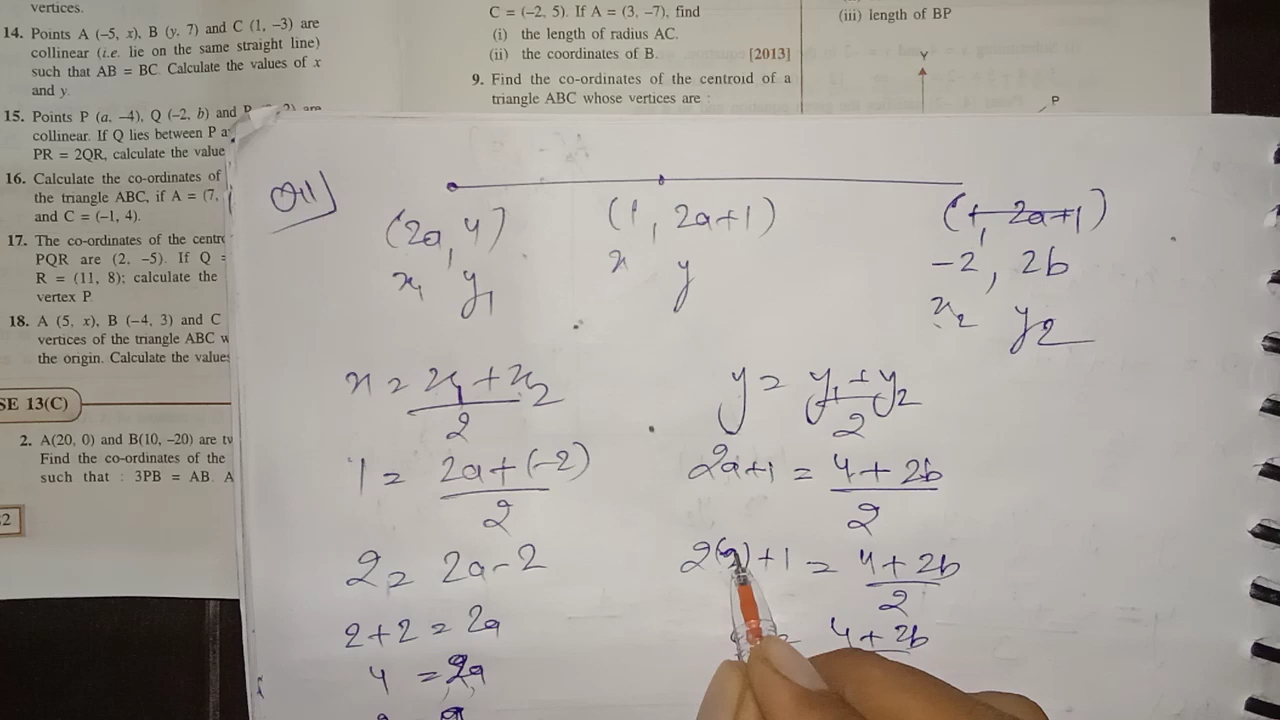 vertices.
14. Points A (–5, x), B (y, 7) and C (1, –3) are
collinear (i.e. lie on the same straight line)
such that AB = BC. Calculate the values of x
and y.
15. Points P (a, –4), Q (–2, b) and
collinear. If Q lies between P
PR = 2QR, calculate the value
16. Calculate the co-ordinates of
the triangle ABC, if A = (7,
and C = (–1, 4).
17. The co-ordinates of the
PQR are (2, –5). If Q =
R = (11, 8); calculate the
vertex P.
18. A (5, x), B (–4, 3) and C
vertices of the triangle ABC
the origin. Calculate the
SE 13(C)
2. A(20, 0) and B(10, –20) are
Find the co-ordinates of the
such that : 3PB = AB. A
C = (–2, 5). If A = (3, –7), find
(i) the length of radius AC.
(ii) the coordinates of B. [2013]
9. Find the co-ordinates of the centroid of a
triangle ABC whose vertices are :
(iii) length of BP
Y
P
Q11
(2a, 4) (1, 2a+1) (1, 2a+1)
-2, 2b
x₁ y₁ x y x₂ y₂
x = x₁ + x₂ / 2 y = y₁ + y₂ / 2
1 = 2a + (-2) / 2 2a+1 = 4+2b / 2
2 = 2a - 2 2(2)+1 = 4+2b / 2
2+2 = 2a 4+2b
4 = 2a